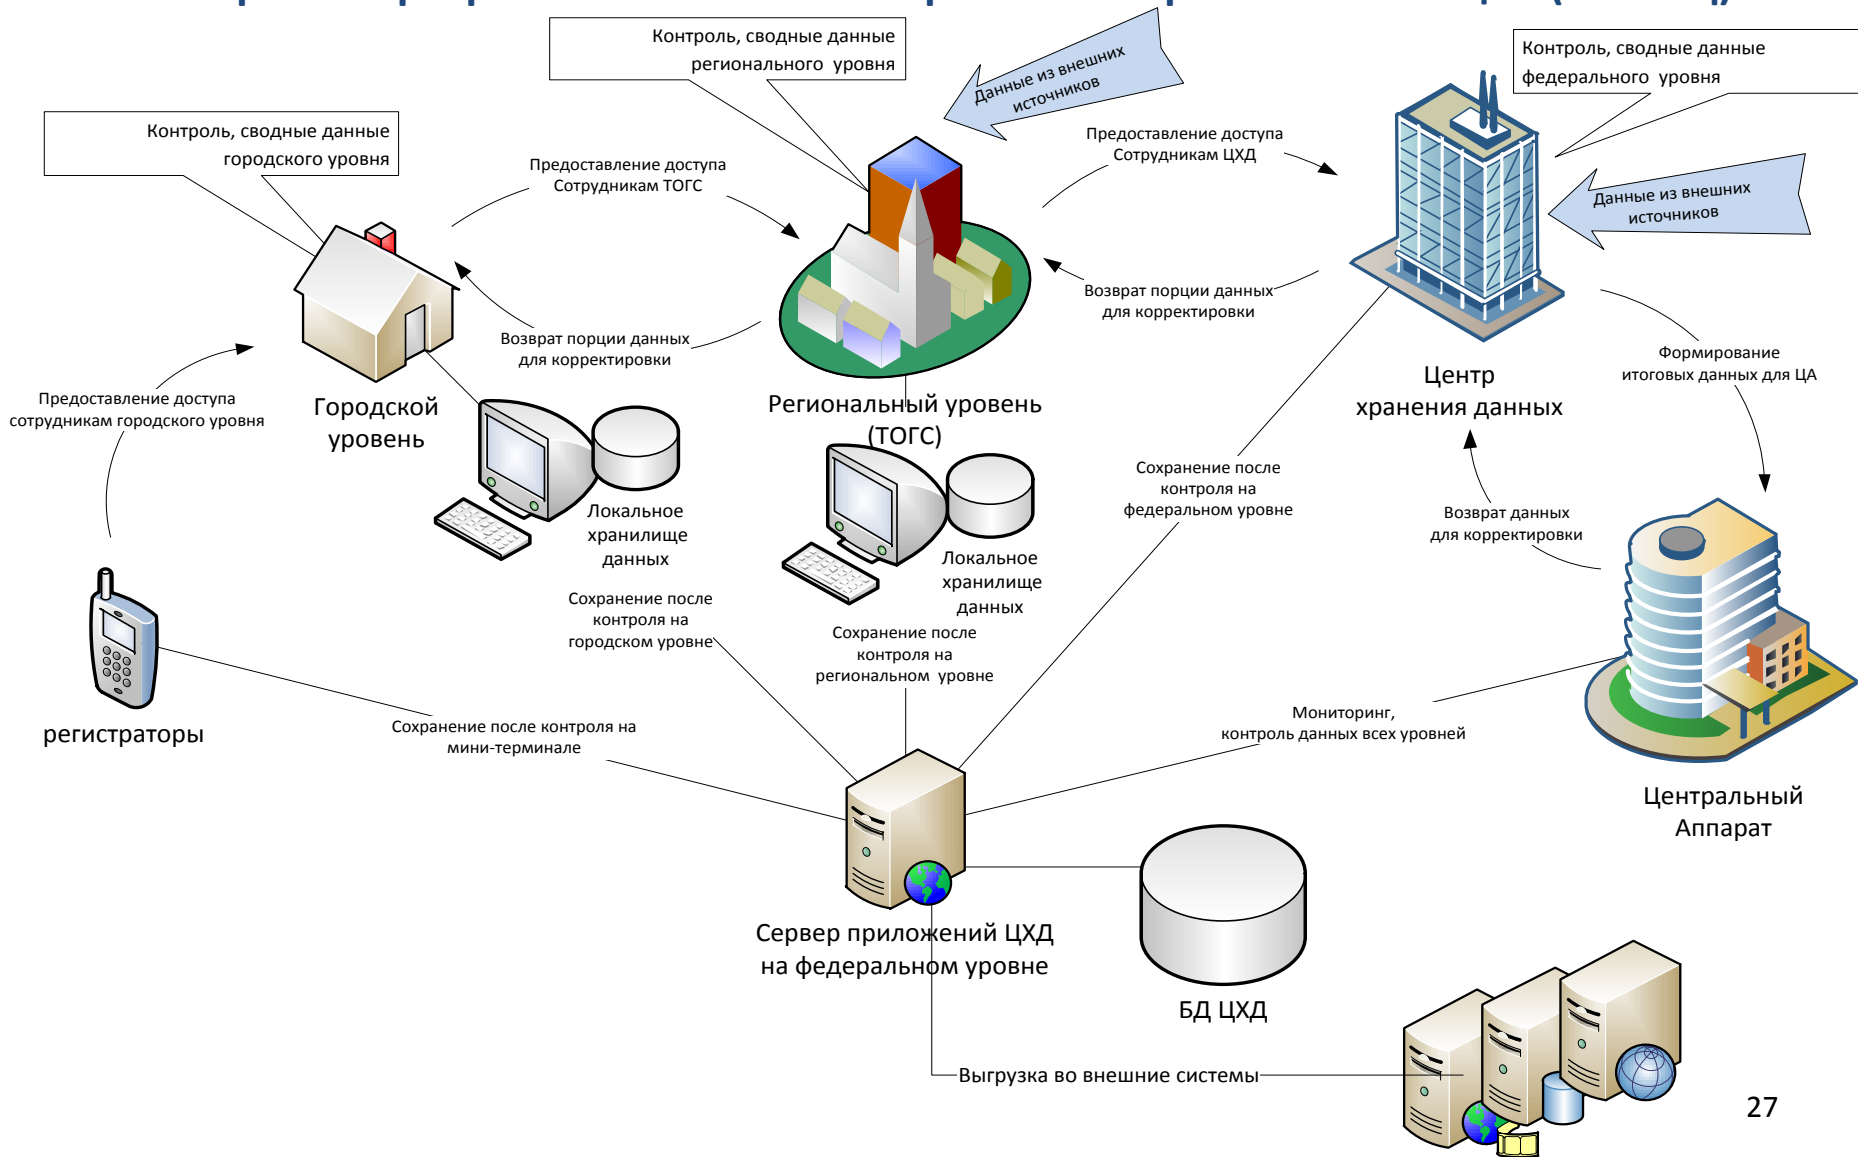 Контроль, сводные данные
регионального уровня
Данные из внешних
источников
Контроль, сводные данные
федерального уровня
Контроль, сводные данные
городского уровня
Предоставление доступа
Сотрудникам ТОГС
Предоставление доступа
Сотрудникам ЦХД
Данные из внешних
источников
Возврат порции данных
для корректировки
Возврат порции данных
для корректировки
Формирование
итоговых данных для ЦА
Предоставление доступа
сотрудникам городского уровня
Городской
уровень
Региональный уровень
(ТОГС)
Центр
хранения данных
Локальное
хранилище
данных
Локальное
хранилище
данных
Сохранение после
контроля на
федеральном уровне
Возврат данных
для корректировки
Сохранение после
контроля на
городском уровне
Сохранение после
контроля на
региональном уровне
регистраторы
Сохранение после контроля на
мини-терминале
Мониторинг,
контроль данных всех уровней
Центральный
Аппарат
Сервер приложений ЦХД
на федеральном уровне
БД ЦХД
Выгрузка во внешние системы
27